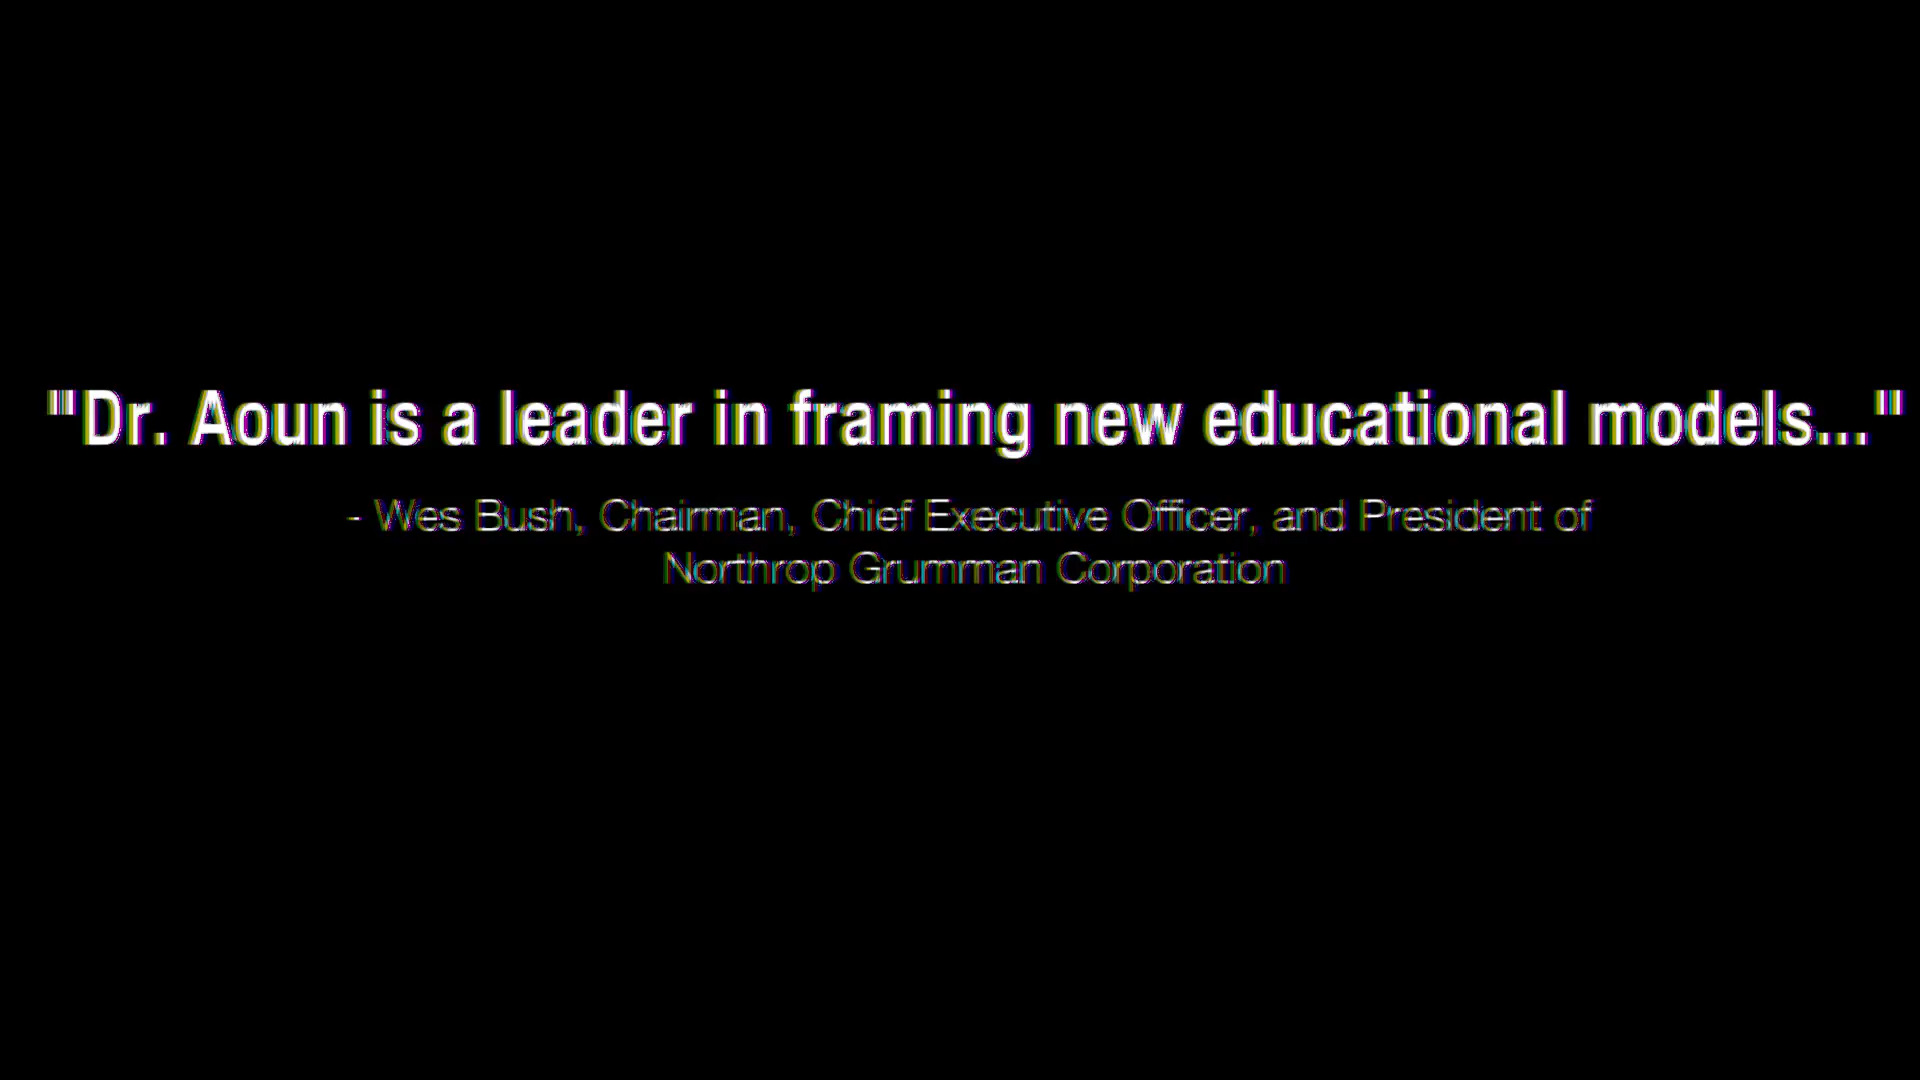 "Dr. Aoun is a leader in framing new educational models..."
- Wes Bush, Chairman, Chief Executive Officer, and President of
Northrop Grumman Corporation